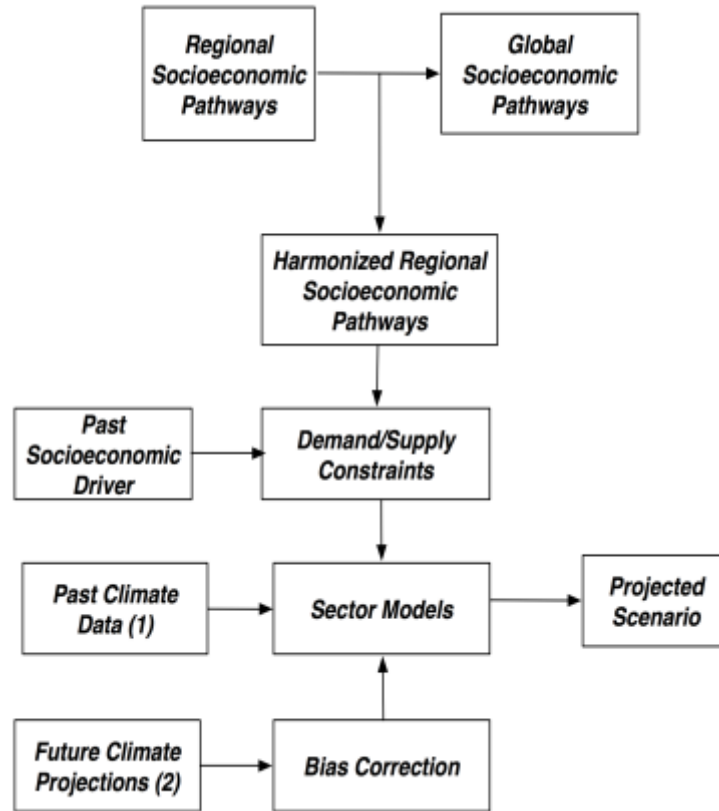 Regional
Socioeconomic
Pathways
Global
Socioeconomic
Pathways
Harmonized Regional
Socioeconomic
Pathways
Past
Socioeconomic
Driver
Demand/Supply
Constraints
Past Climate
Data (1)
Sector Models
Projected
Scenario
Future Climate
Projections (2)
Bias Correction